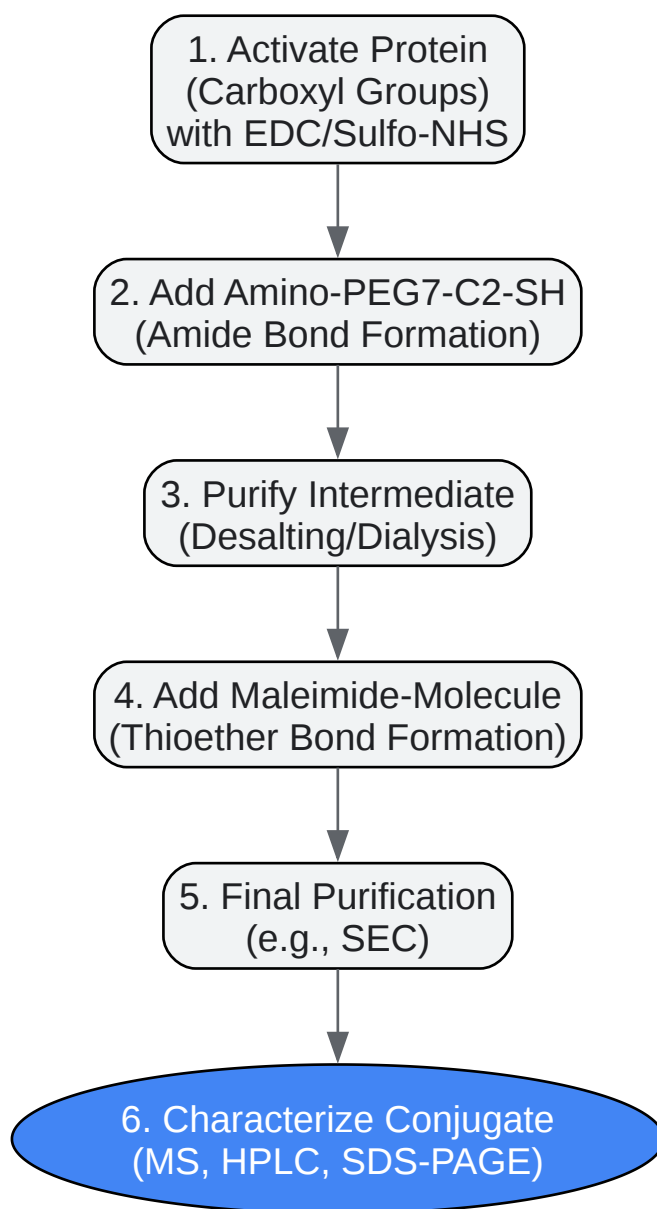 1. Activate Protein
(Carboxyl Groups)
with EDC/Sulfo-NHS
2. Add Amino-PEG7-C2-SH
(Amide Bond Formation)
3. Purify Intermediate
(Desalting/Dialysis)
4. Add Maleimide-Molecule
(Thioether Bond Formation)
5. Final Purification
(e.g., SEC)
6. Characterize Conjugate
(MS, HPLC, SDS-PAGE)